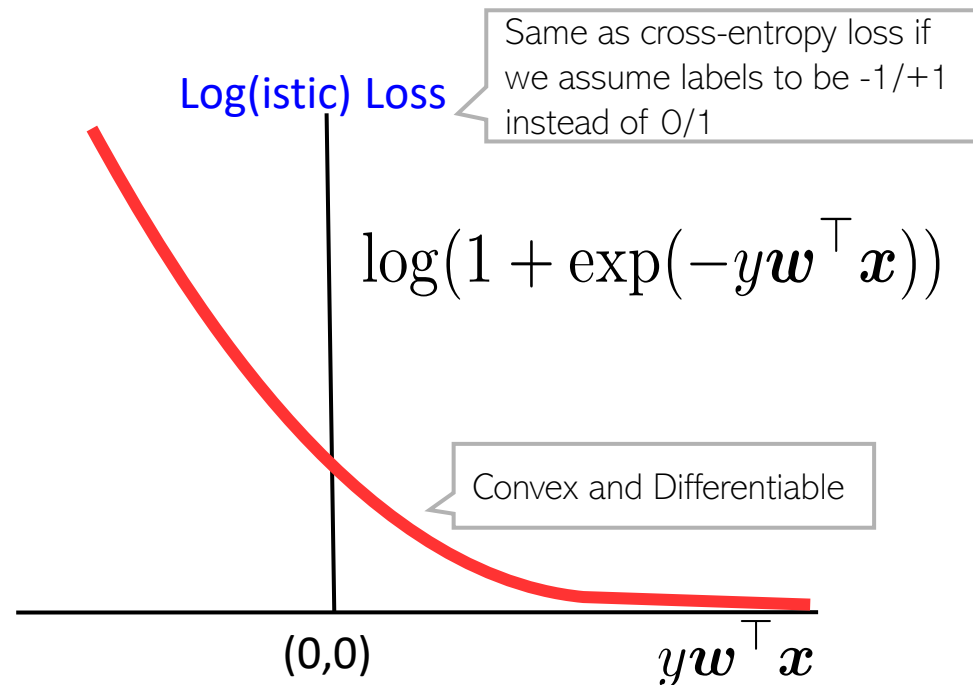 Same as cross-entropy loss if
we assume labels to be -1/+1
instead of 0/1
Log(istic) Loss
log(1 + exp(−y𝒘⊤𝒙))
Convex and Differentiable
(0,0)
y𝒘⊤𝒙